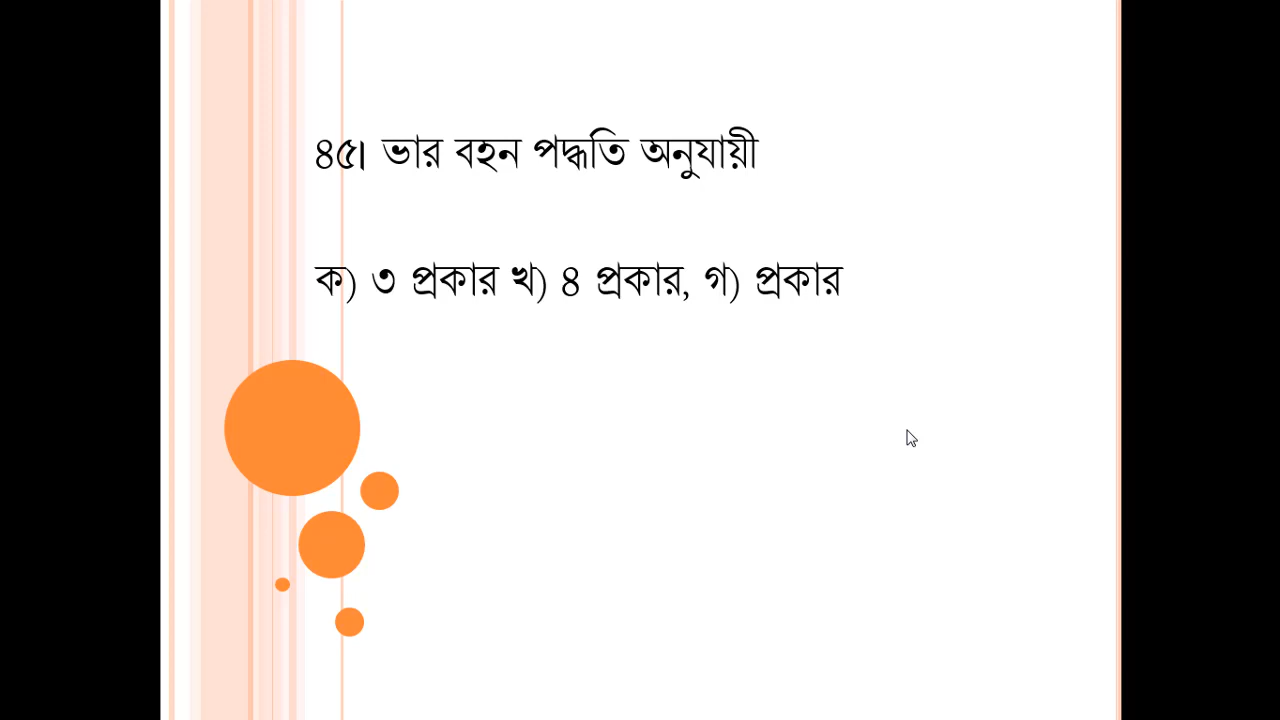 ৪৫। ভার বহন পদ্ধতি অনুযায়ী
ক) ৩ প্রকার খ) ৪ প্রকার, গ) প্রকার